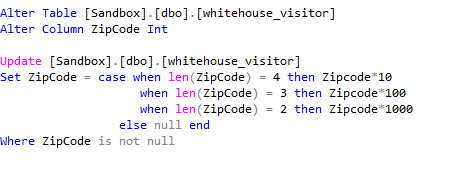 Alter Table [Sandbox].[dbo].[whitehouse_visitor]
Alter Column ZipCode Int
Update [Sandbox].[dbo].[whitehouse_visitor]
Set ZipCode = case when len(ZipCode) = 4 then Zipcode*10
when len(ZipCode) = 3 then Zipcode*100
when len(ZipCode) = 2 then Zipcode*1000
else null end
Where ZipCode is not null